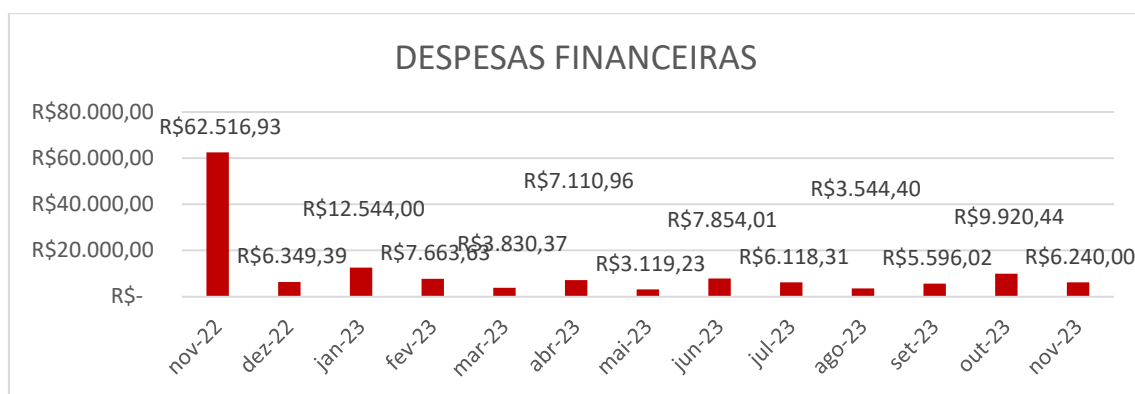 DESPESAS FINANCEIRAS
R$80.000,00
R$62.516,93
R$60.000,00
R$7.110,96
R$3.544,40
R$40.000,00
R$12.544,00
R$7.854,01
R$9.920,44
R$20.000,00
R$6.349,39
R$7.663,63
R$3.830,37
R$3.119,23
R$6.118,31
R$5.596,02
R$6.240,00
R$-
nov-22
dez-22
jan-23
fev-23
mar-23
abr-23
mai-23
jun-23
jul-23
ago-23
set-23
out-23
nov-23